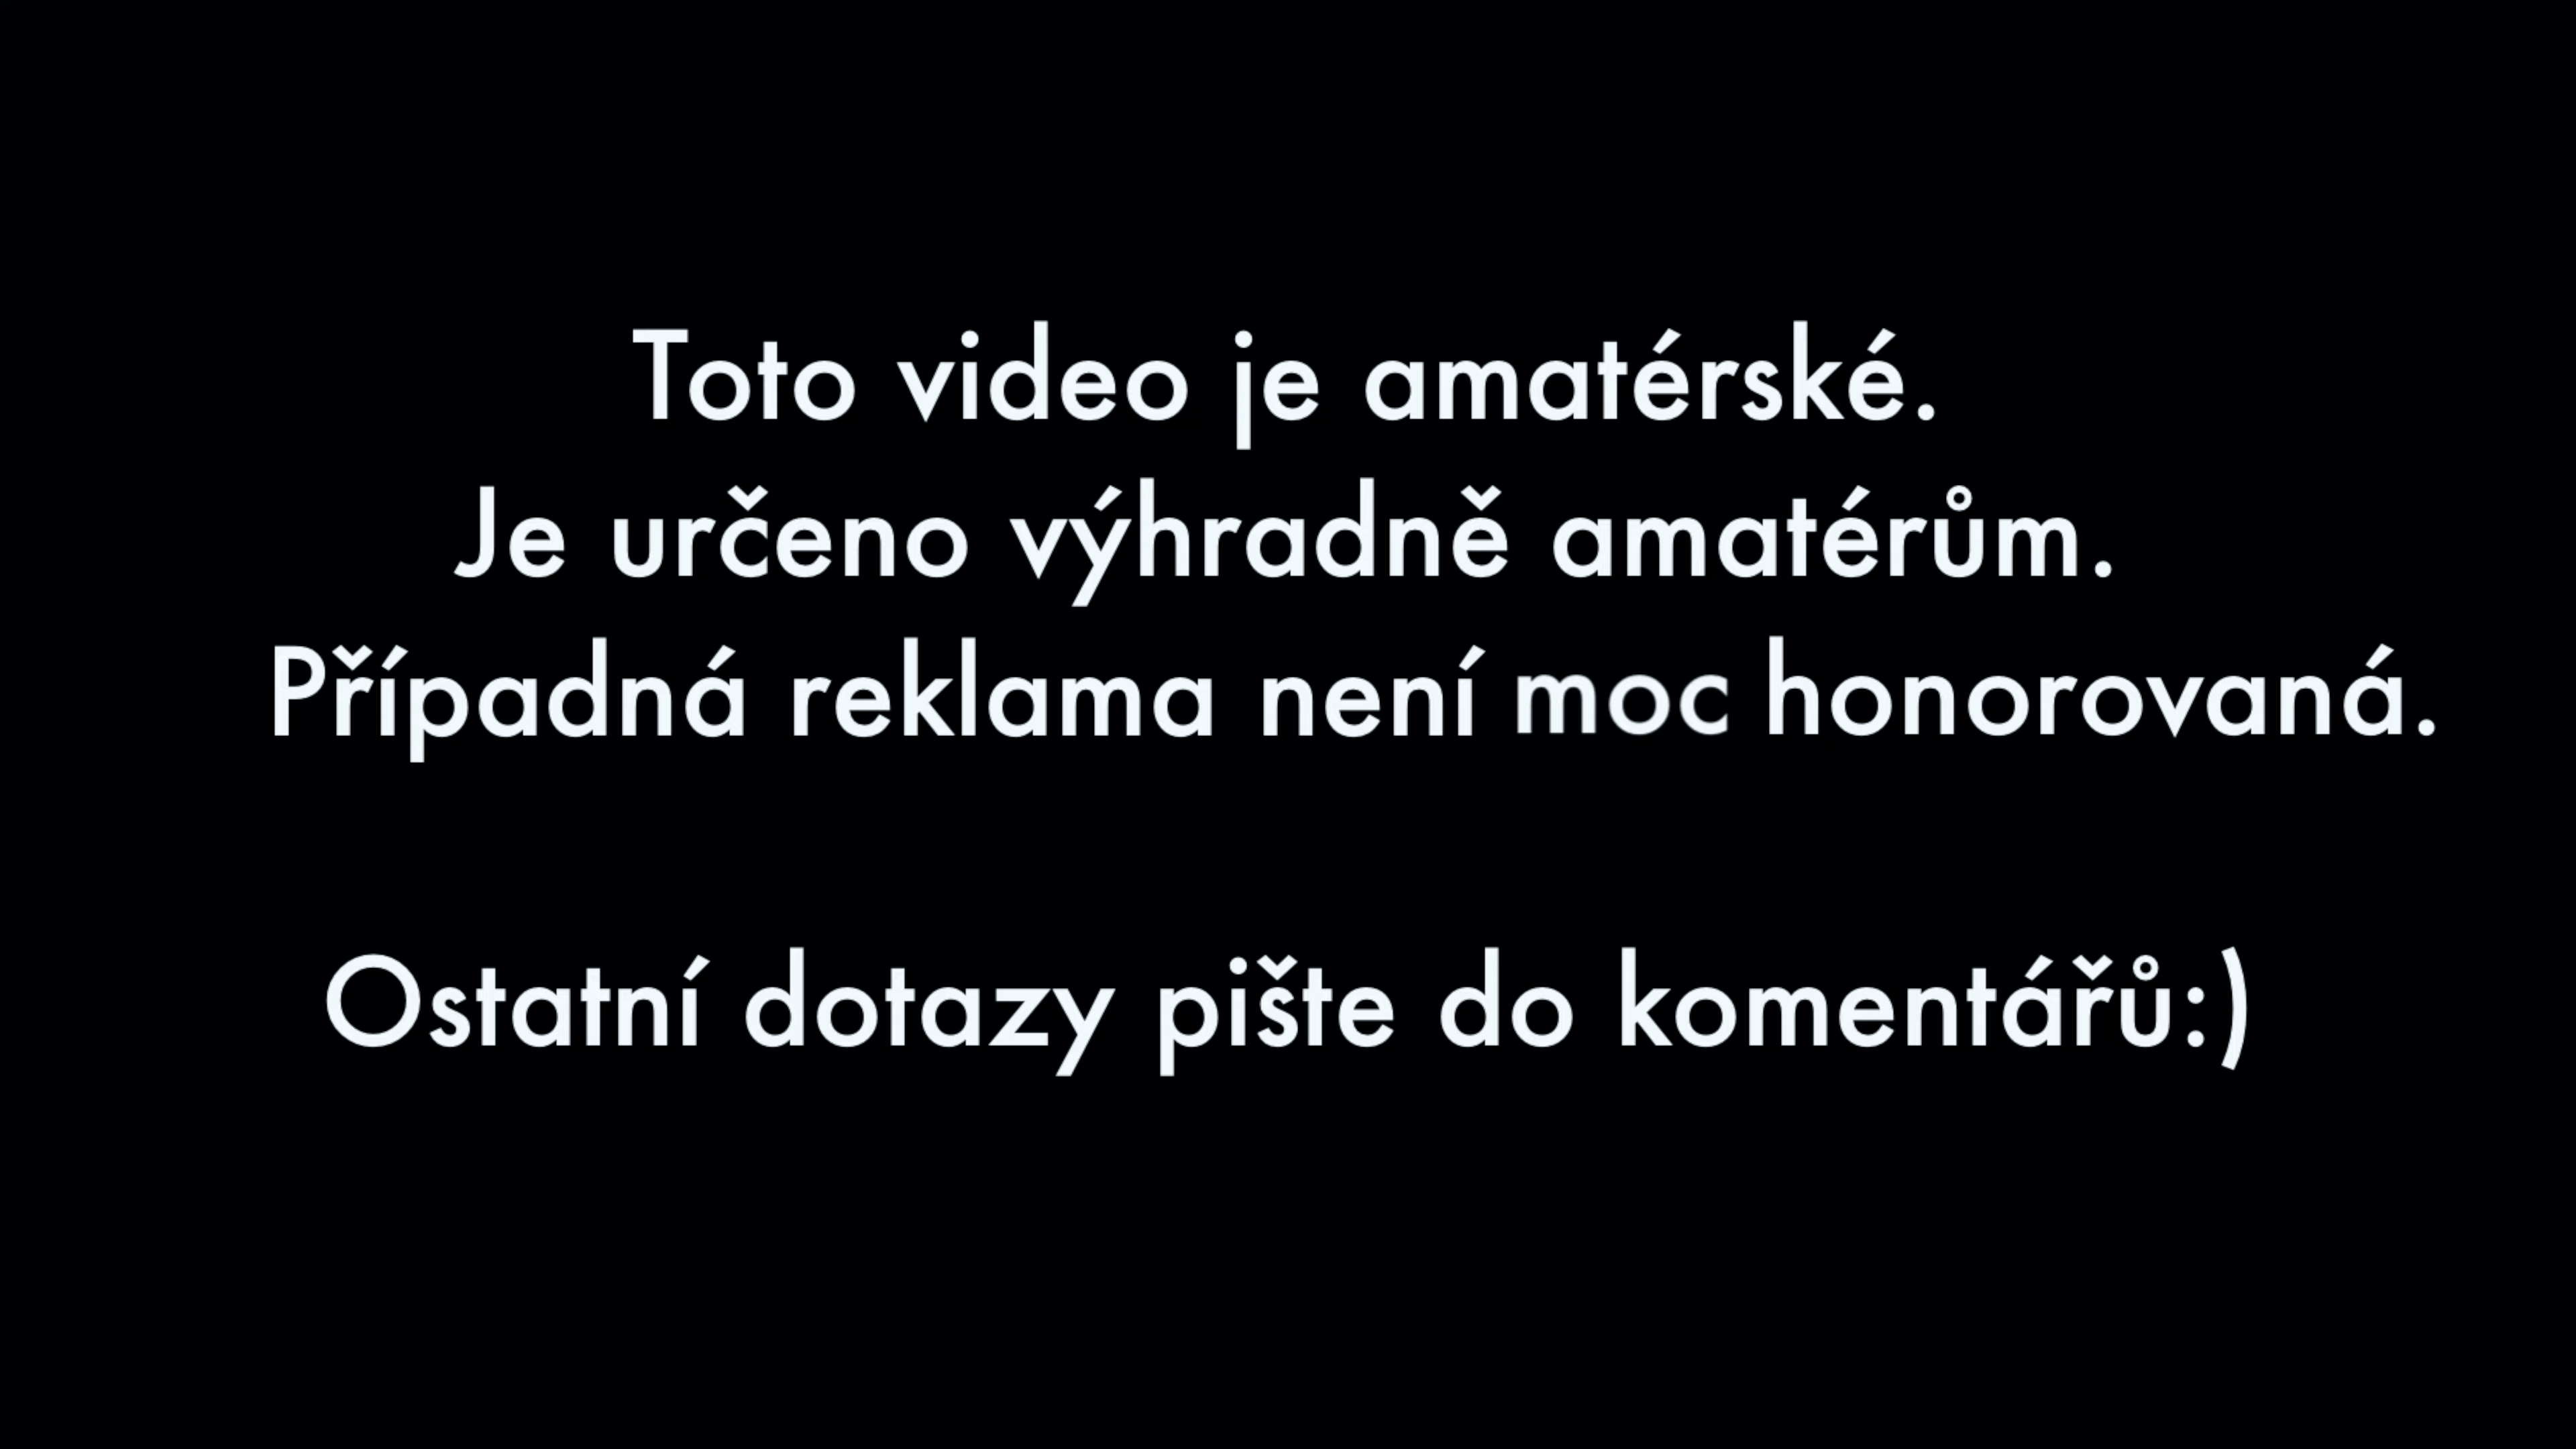 Toto video je amatérské.
Je určeno výhradně amatérům.
Případná reklama není moc honorovaná.
Ostatní dotazy pište do komentářů:)